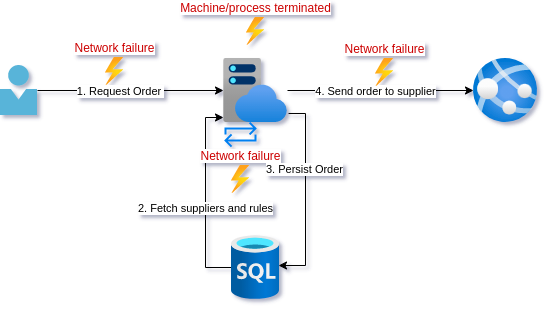 Machine/process terminated
Network failure
Network failure
1. Request Order
4. Send order to supplier
Network failure
3. Persist Order
2. Fetch suppliers and rules
SQL